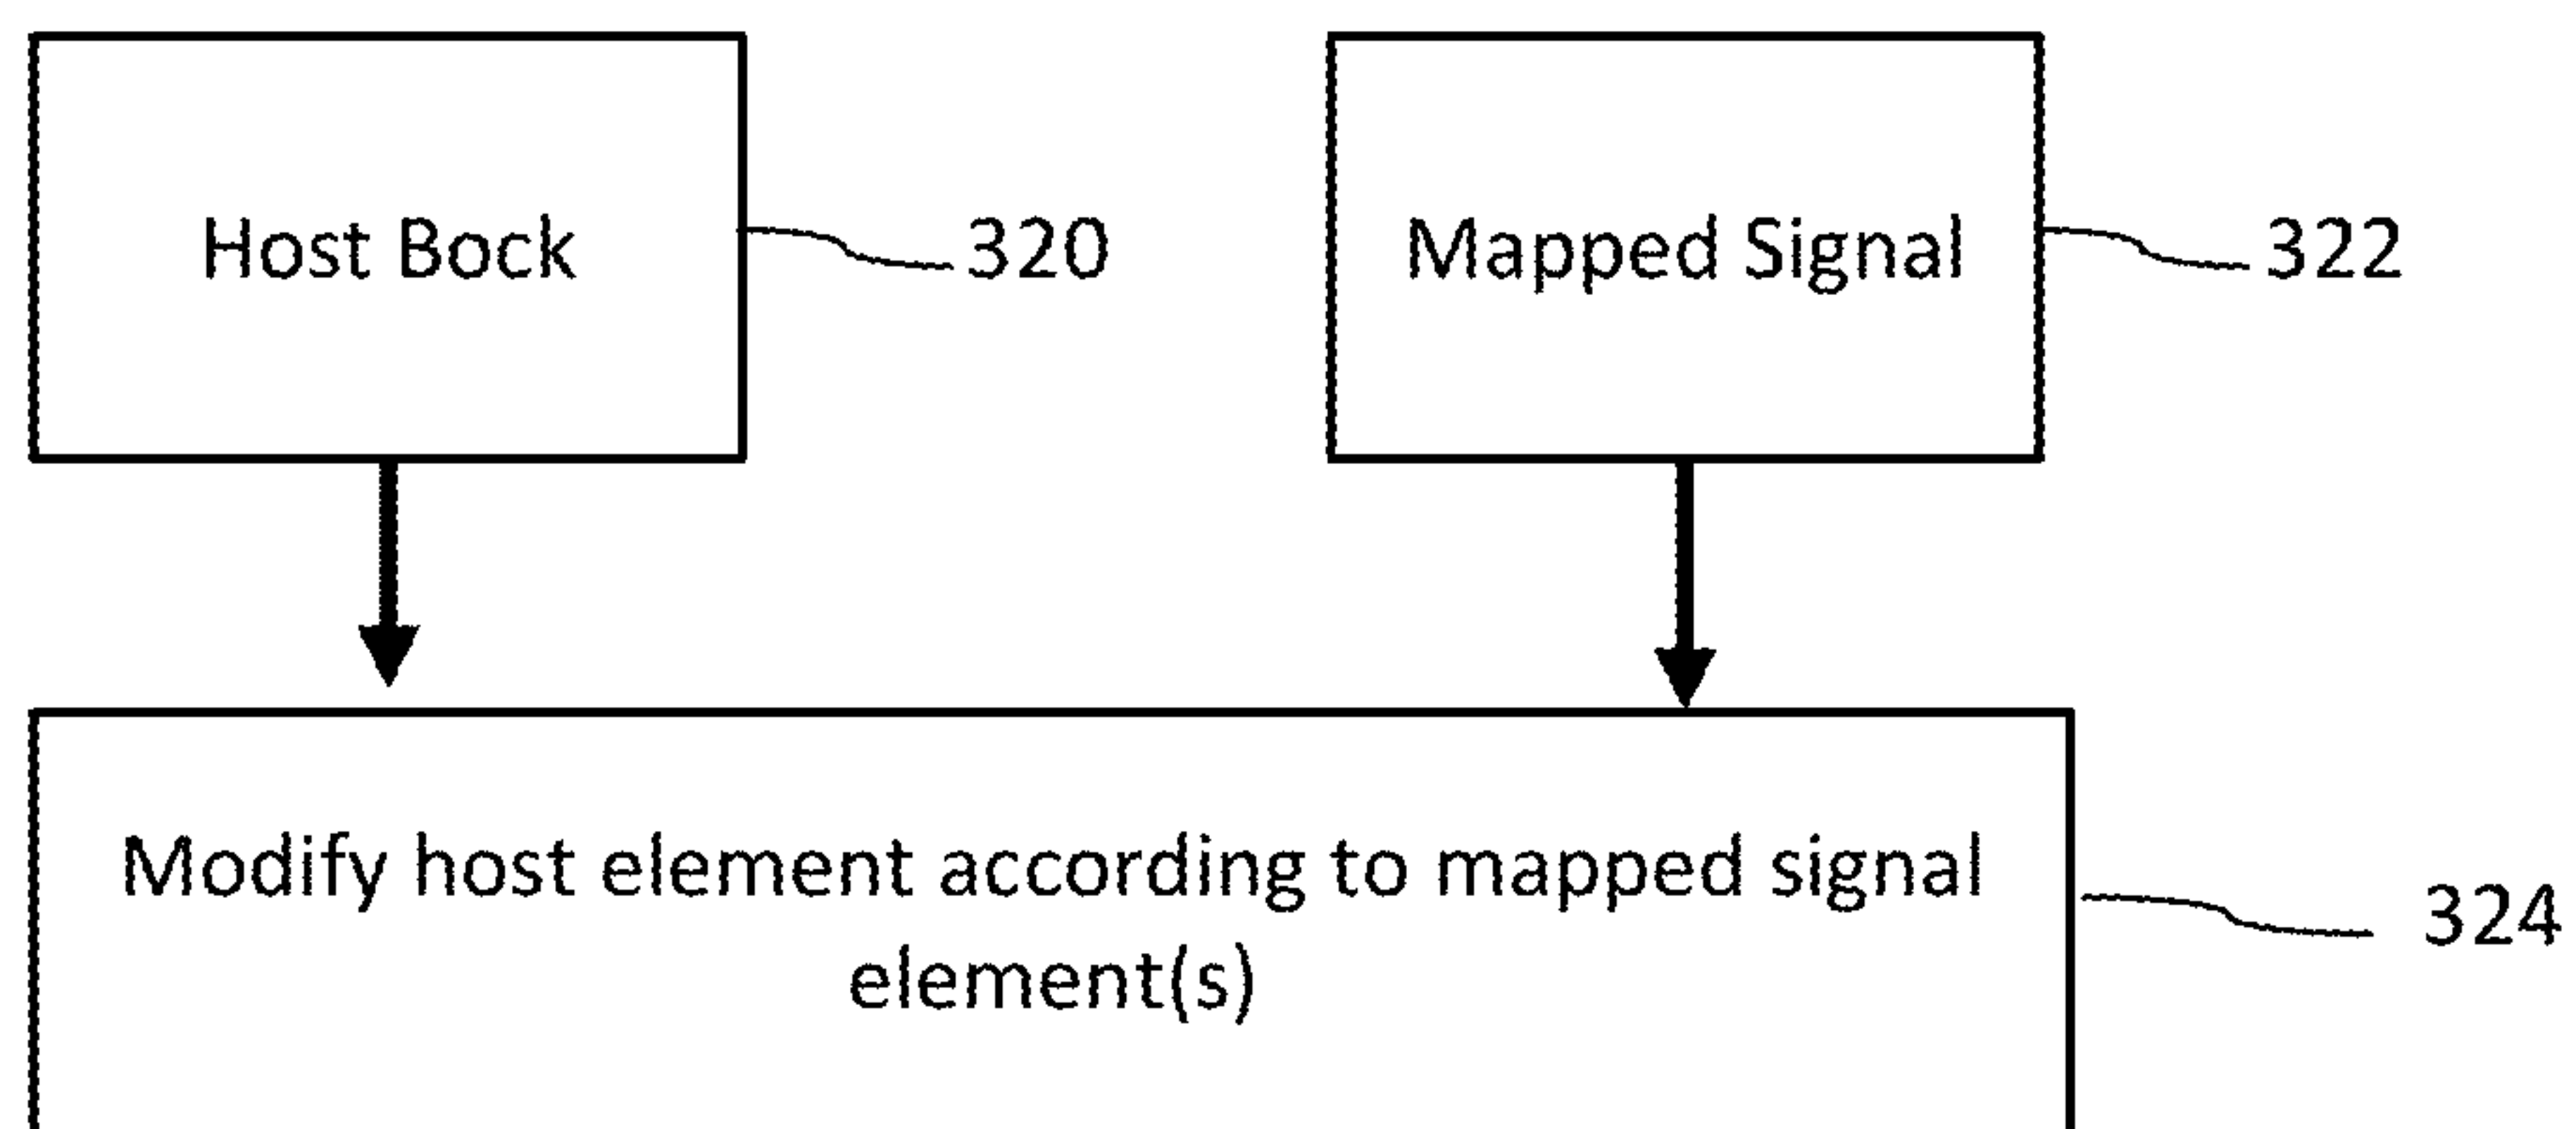 Host Bock
320
Mapped Signal
322
Modify host element according to mapped signal
element(s)
324